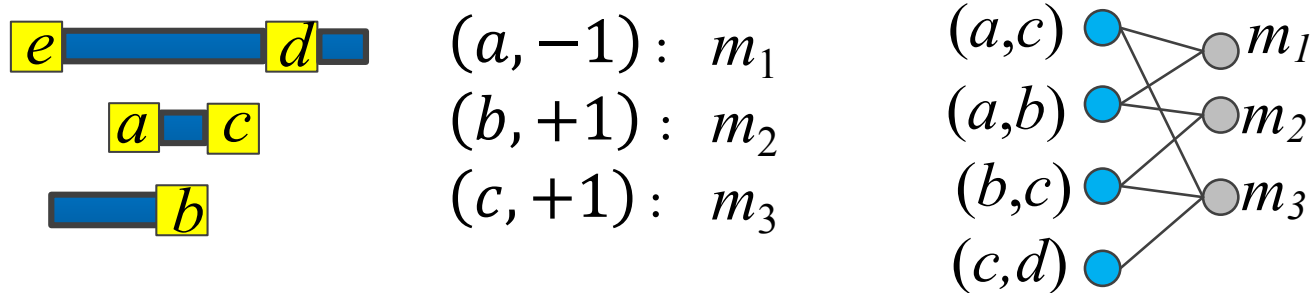 e d
a c
b
(a, −1) : m₁
(b, +1) : m₂
(c, +1) : m₃
(a,c)
(a,b)
(b,c)
(c,d)
m₁
m₂
m₃